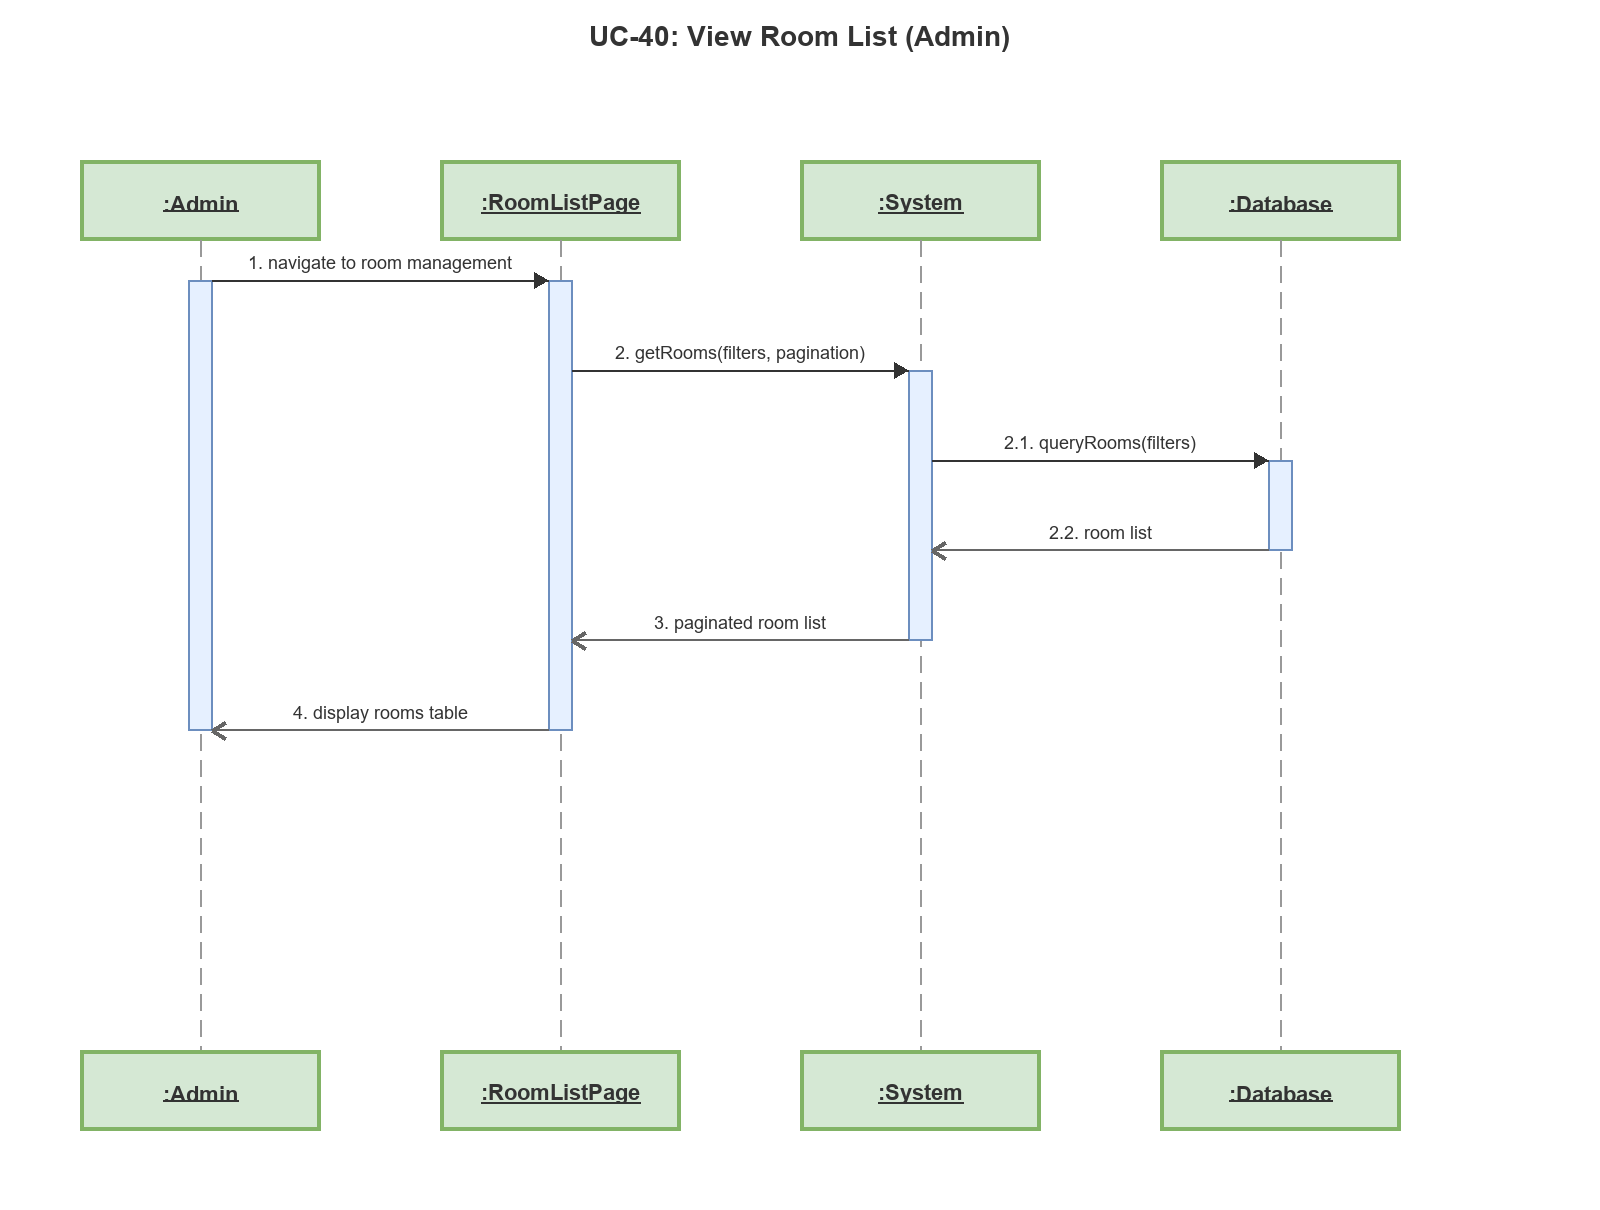 UC-40: View Room List (Admin)
:Admin
:RoomListPage
:System
:Database
1. navigate to room management
2. getRooms(filters, pagination)
2.1. queryRooms(filters)
2.2. room list
3. paginated room list
4. display rooms table
:Admin
:RoomListPage
:System
:Database